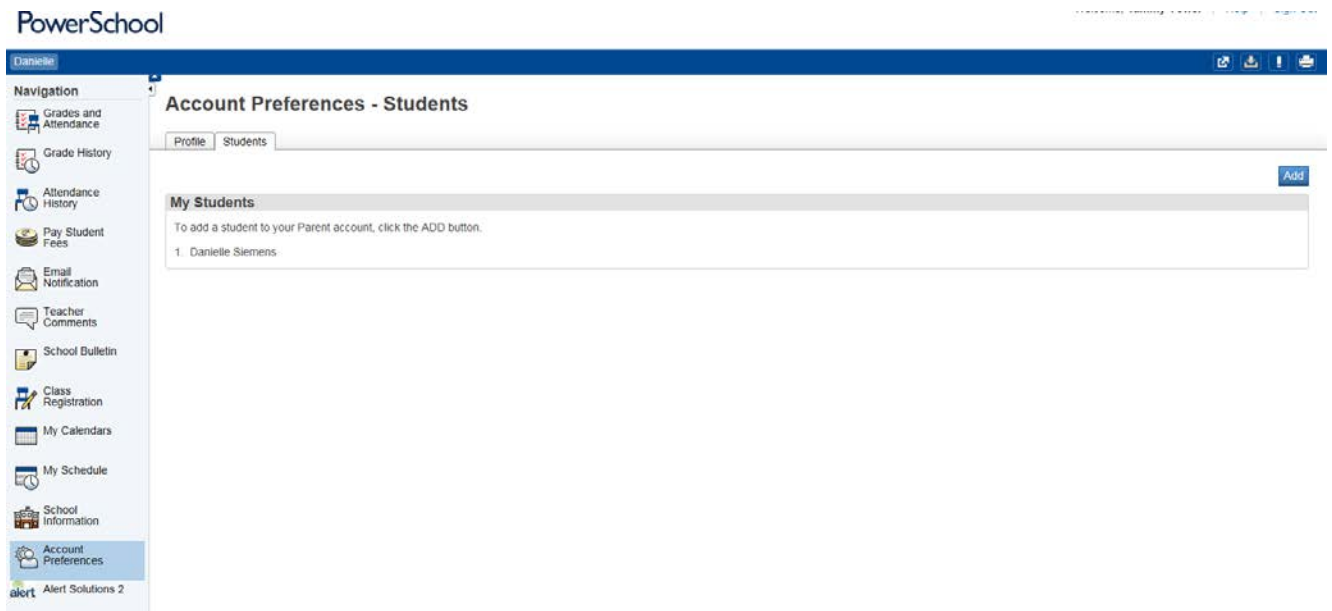 PowerSchool
Danielle
Navigation
Grades and
Attendance
Grade History
Attendance
History
Pay Student
Fees
Email
Notification
Teacher
Comments
School Bulletin
Class
Registration
My Calendars
My Schedule
School
Information
Account
Preferences
alert Alert Solutions 2
Account Preferences - Students
Profile Students
Add
My Students
To add a student to your Parent account, click the ADD button.
1. Danielle Siemens